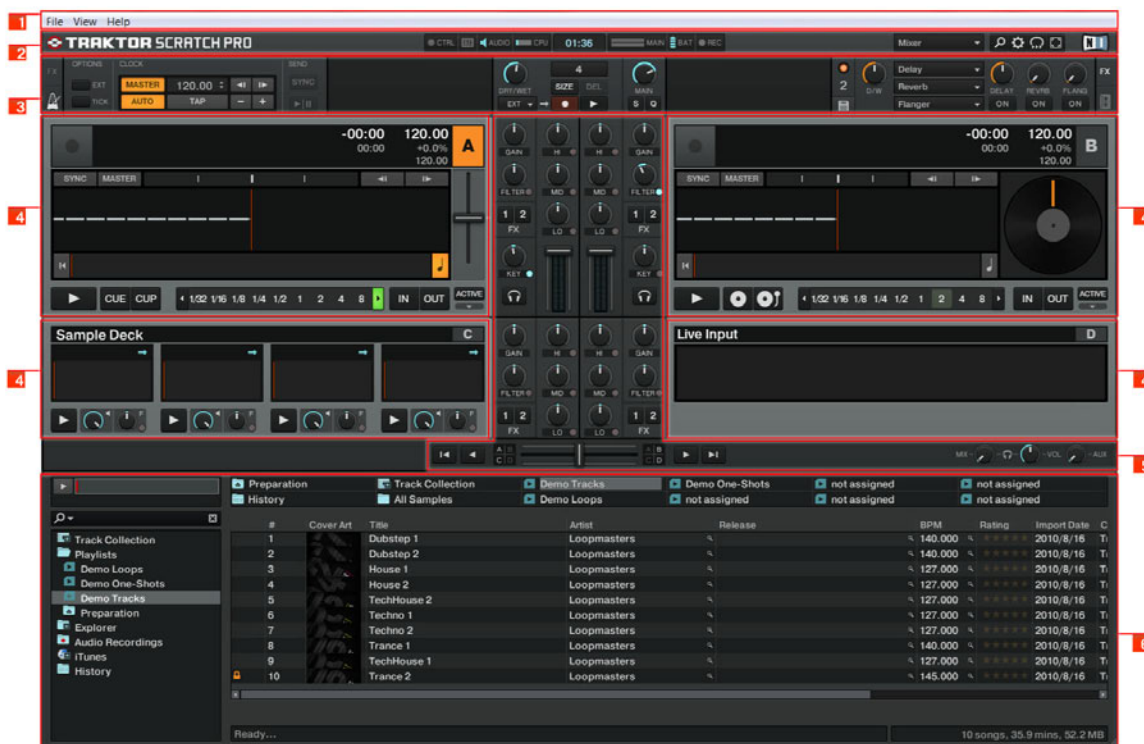 1
File View Help
2
TRAKTOR SCRATCH PRO
CTRL AUDIO CPU 01:36 MAIN BAT REC
Mixer
3
FX
OPTIONS CLOCK SEND
EXT MASTER 120.00 SYNC
TICK AUTO TAP - +
DRY/WET 4 MAIN
SIZE DEL
EXT S Q
2
D/W
Delay
Reverb
Flanger
DELAY REVRB FLANG
ON ON ON
FX
4
-00:00 120.00
00:00 +0.0%
120.00
A
SYNC MASTER
CUE CUP 1/32 1/16 1/8 1/4 1/2 1 2 4 8 IN OUT ACTIVE
GAIN HI HI GAIN
FILTER MID MID FILTER
1 2 LO LO 1 2
FX FX
KEY KEY
-00:00 120.00
00:00 +0.0%
120.00
B
SYNC MASTER
1/32 1/16 1/8 1/4 1/2 1 2 4 8 IN OUT ACTIVE
4
Sample Deck C
GAIN HI HI GAIN
FILTER MID MID FILTER
1 2 1 2
FX LO LO FX
Live Input D
A B
C D
A B
C D
MIX VOL AUX
Preparation Track Collection Demo Tracks Demo One-Shots not assigned not assigned
History All Samples Demo Loops not assigned not assigned not assigned
Track Collection
Playlists
Demo Loops
Demo One-Shots
Demo Tracks
Preparation
Explorer
Audio Recordings
iTunes
History
# Cover Art Title Artist Release BPM Rating Import Date C
1 Dubstep 1 Loopmasters 140.000 2010/8/16
2 Dubstep 2 Loopmasters 140.000 2010/8/16
3 House 1 Loopmasters 127.000 2010/8/16
4 House 2 Loopmasters 127.000 2010/8/16
5 TechHouse 2 Loopmasters 127.000 2010/8/16
6 Techno 1 Loopmasters 127.000 2010/8/16
7 Techno 2 Loopmasters 127.000 2010/8/16
8 Trance 1 Loopmasters 140.000 2010/8/16
9 TechHouse 1 Loopmasters 127.000 2010/8/16
10 Trance 2 Loopmasters 145.000 2010/8/16
Ready...
10 songs, 35.9 mins, 52.2 MB